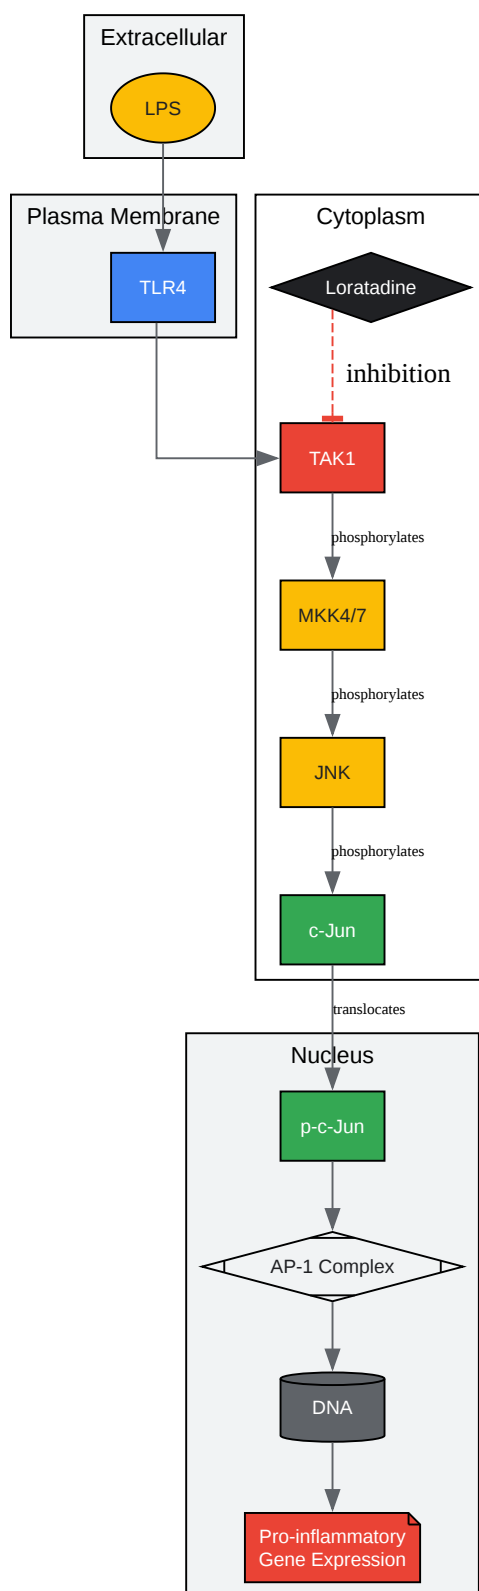 Extracellular
LPS
Plasma Membrane
TLR4
Cytoplasm
Loratadine
inhibition
TAK1
phosphorylates
MKK4/7
phosphorylates
JNK
phosphorylates
c-Jun
translocates
Nucleus
p-c-Jun
AP-1 Complex
DNA
Pro-inflammatory
Gene Expression